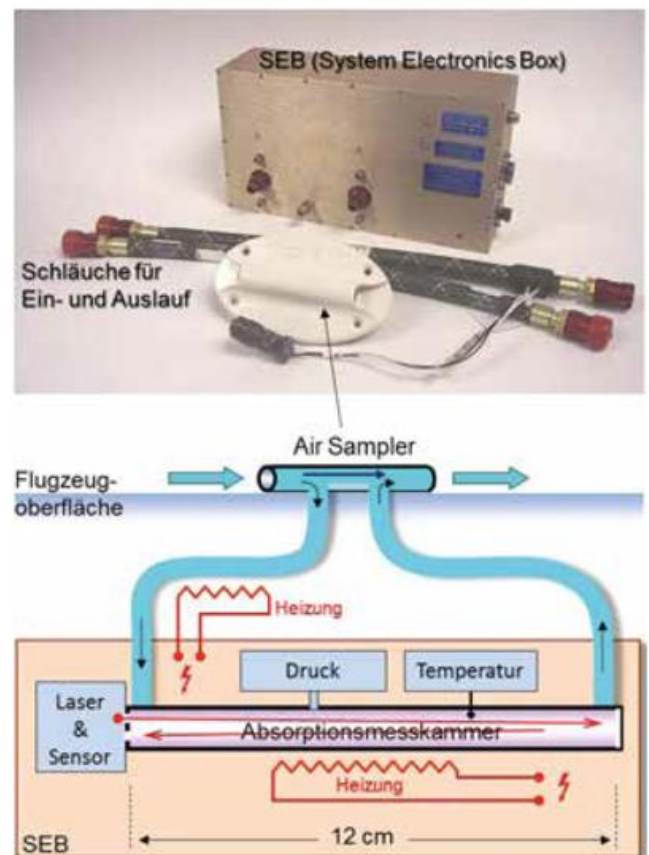 SEB (System Electronics Box)
Schläuche für
Ein- und Auslauf
Air Sampler
Flugzeug-
oberfläche
Heizung
Druck
Temperatur
Laser
&
Sensor
Absorptionsmesskammer
Heizung
12 cm
SEB